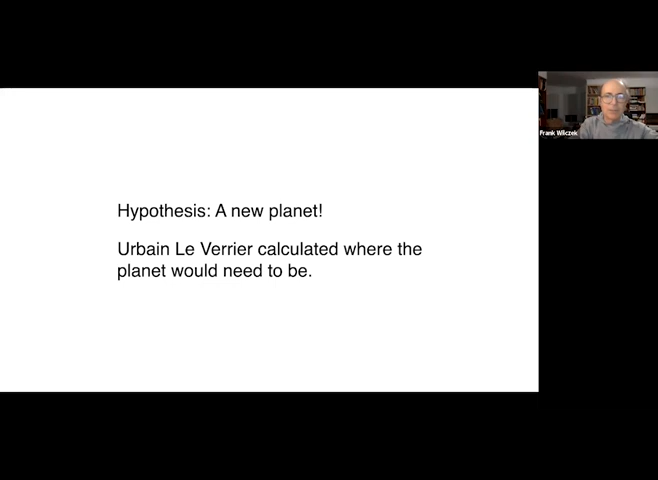 Hypothesis: A new planet!
Urbain Le Verrier calculated where the
planet would need to be.
Frank Wilczek